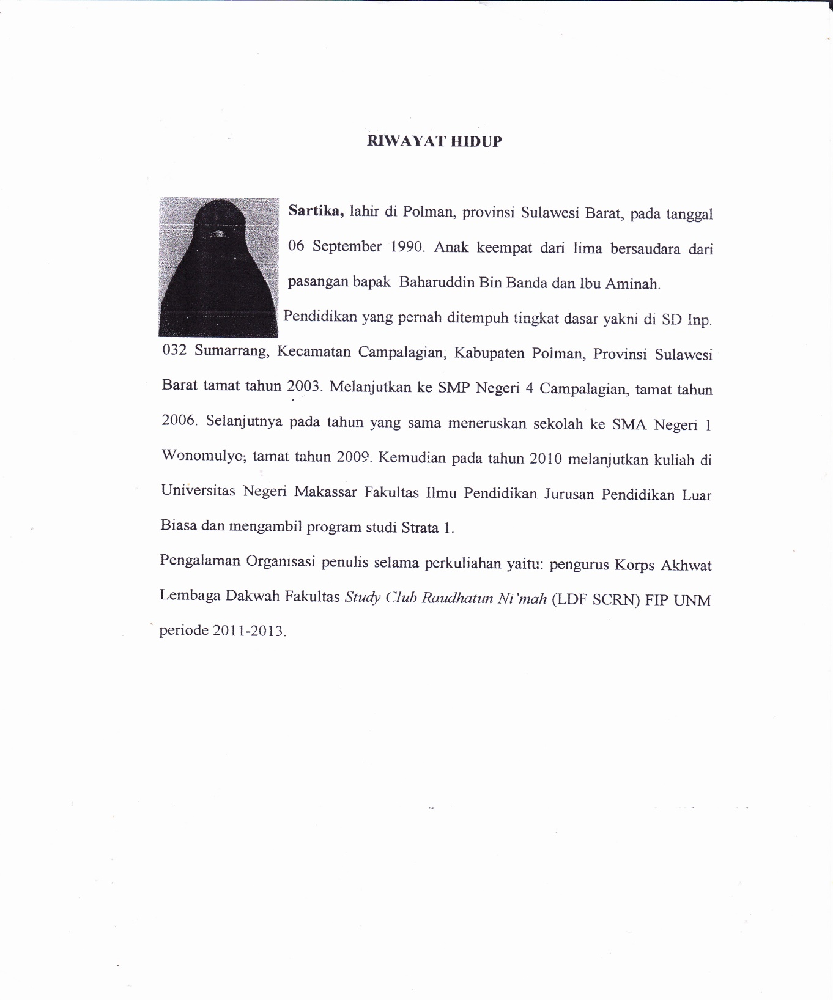 RIWAYAT HIDUP
Sartika, lahir di Polman, provinsi Sulawesi Barat, pada tanggal
06 September 1990. Anak keempat dari lima bersaudara dari
pasangan bapak Baharuddin Bin Banda dan Ibu Aminah.
Pendidikan yang pernah ditempuh tingkat dasar yakni di SD Inp.
032 Sumarrang, Kecamatan Campalagian, Kabupaten Polman, Provinsi Sulawesi
Barat tamat tahun 2003. Melanjutkan ke SMP Negeri 4 Campalagian, tamat tahun
2006. Selanjutnya pada tahun yang sama meneruskan sekolah ke SMA Negeri 1
Wonomulyo, tamat tahun 2009. Kemudian pada tahun 2010 melanjutkan kuliah di
Universitas Negeri Makassar Fakultas Ilmu Pendidikan Jurusan Pendidikan Luar
Biasa dan mengambil program studi Strata 1.
Pengalaman Organisasi penulis selama perkuliahan yaitu: pengurus Korps Akhwat
Lembaga Dakwah Fakultas Study Club Raudhatun Ni'mah (LDF SCRN) FIP UNM
periode 2011-2013.